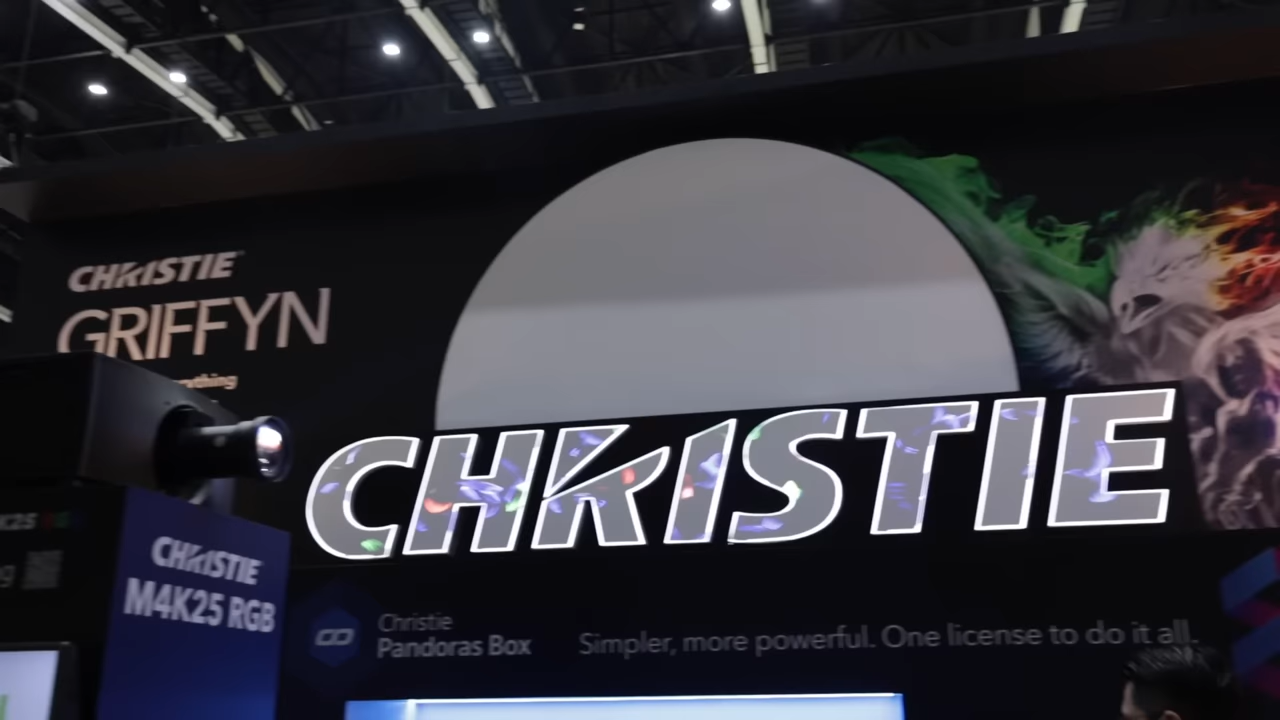 CHRISTIE
GRIFFYN
CHRISTIE
CHRISTIE
M4K25 RGB
Christie
Pandoras Box
Simpler, more powerful. One license to do it all.